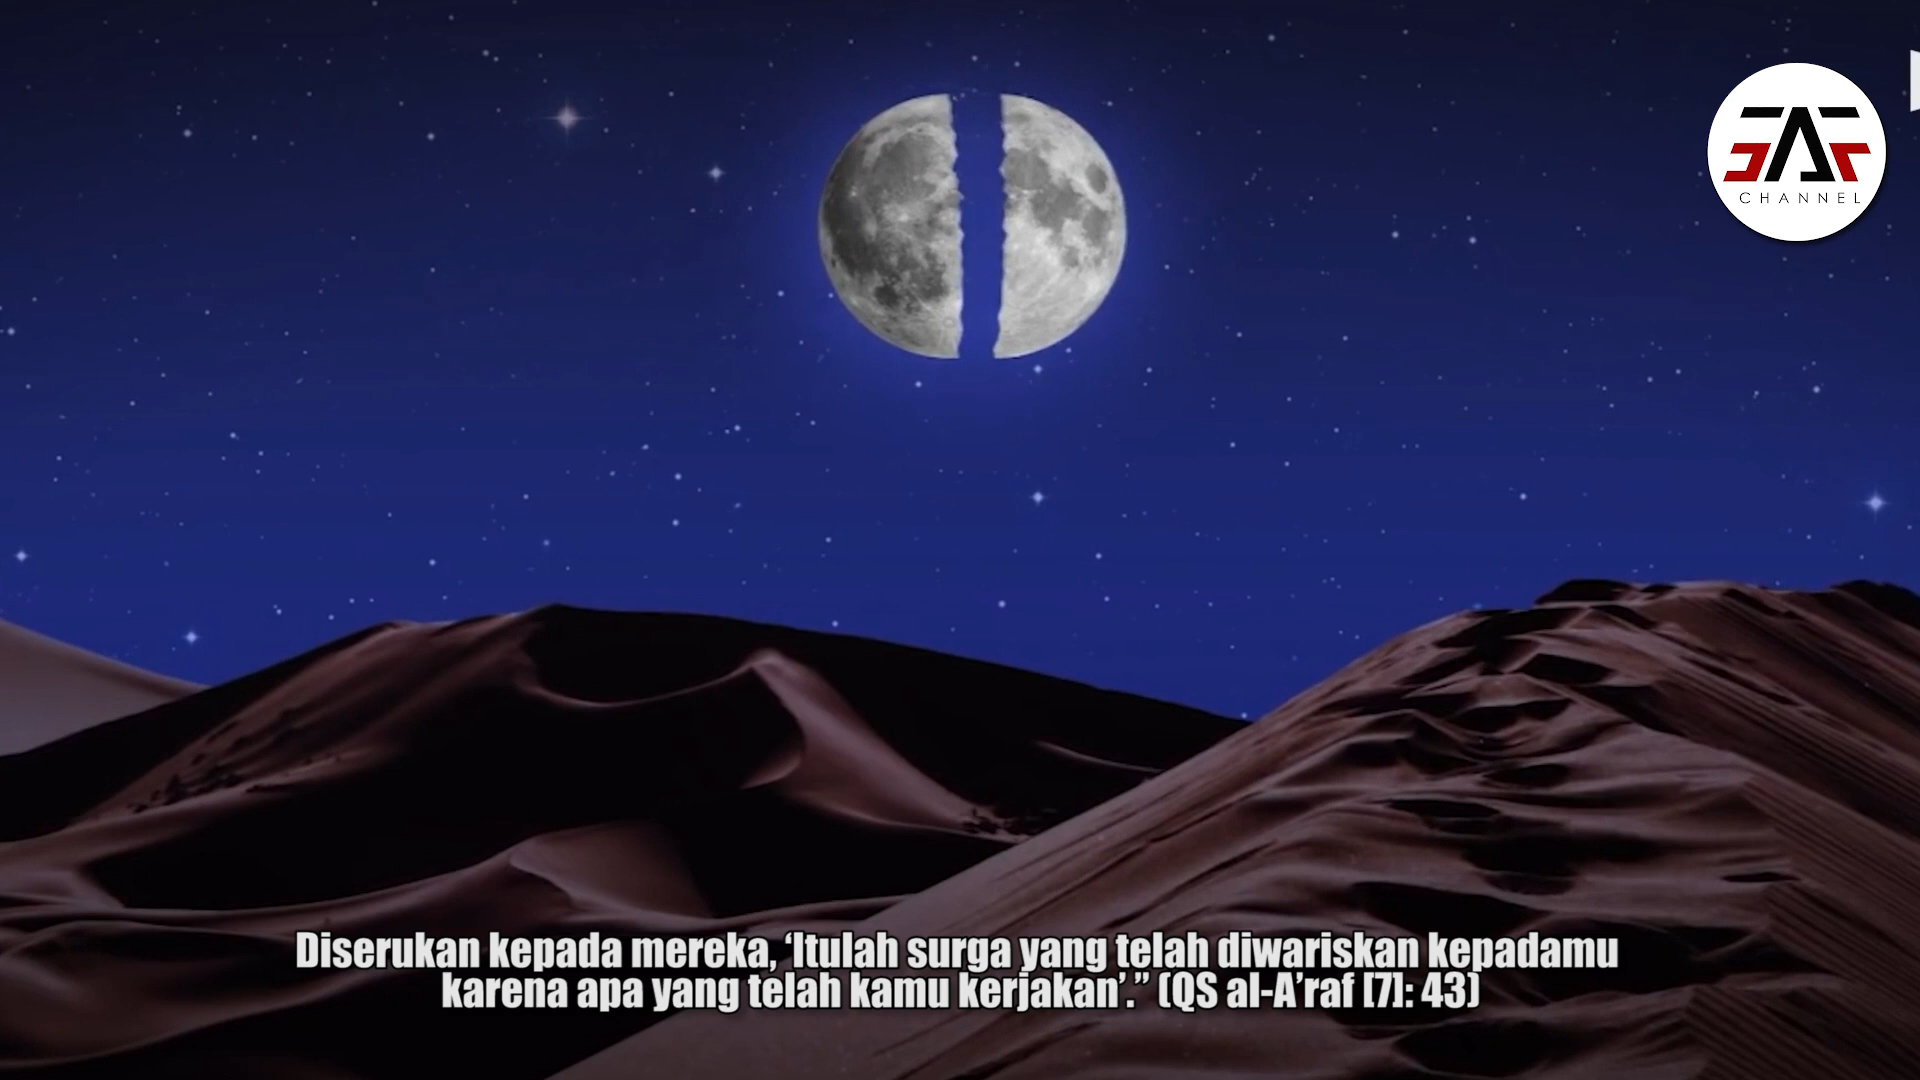 CHANNEL
Diserukan kepada mereka, ‘Itulah surga yang telah diwariskan kepadamu
karena apa yang telah kamu kerjakan’.” (QS al-A’raf [7]: 43)